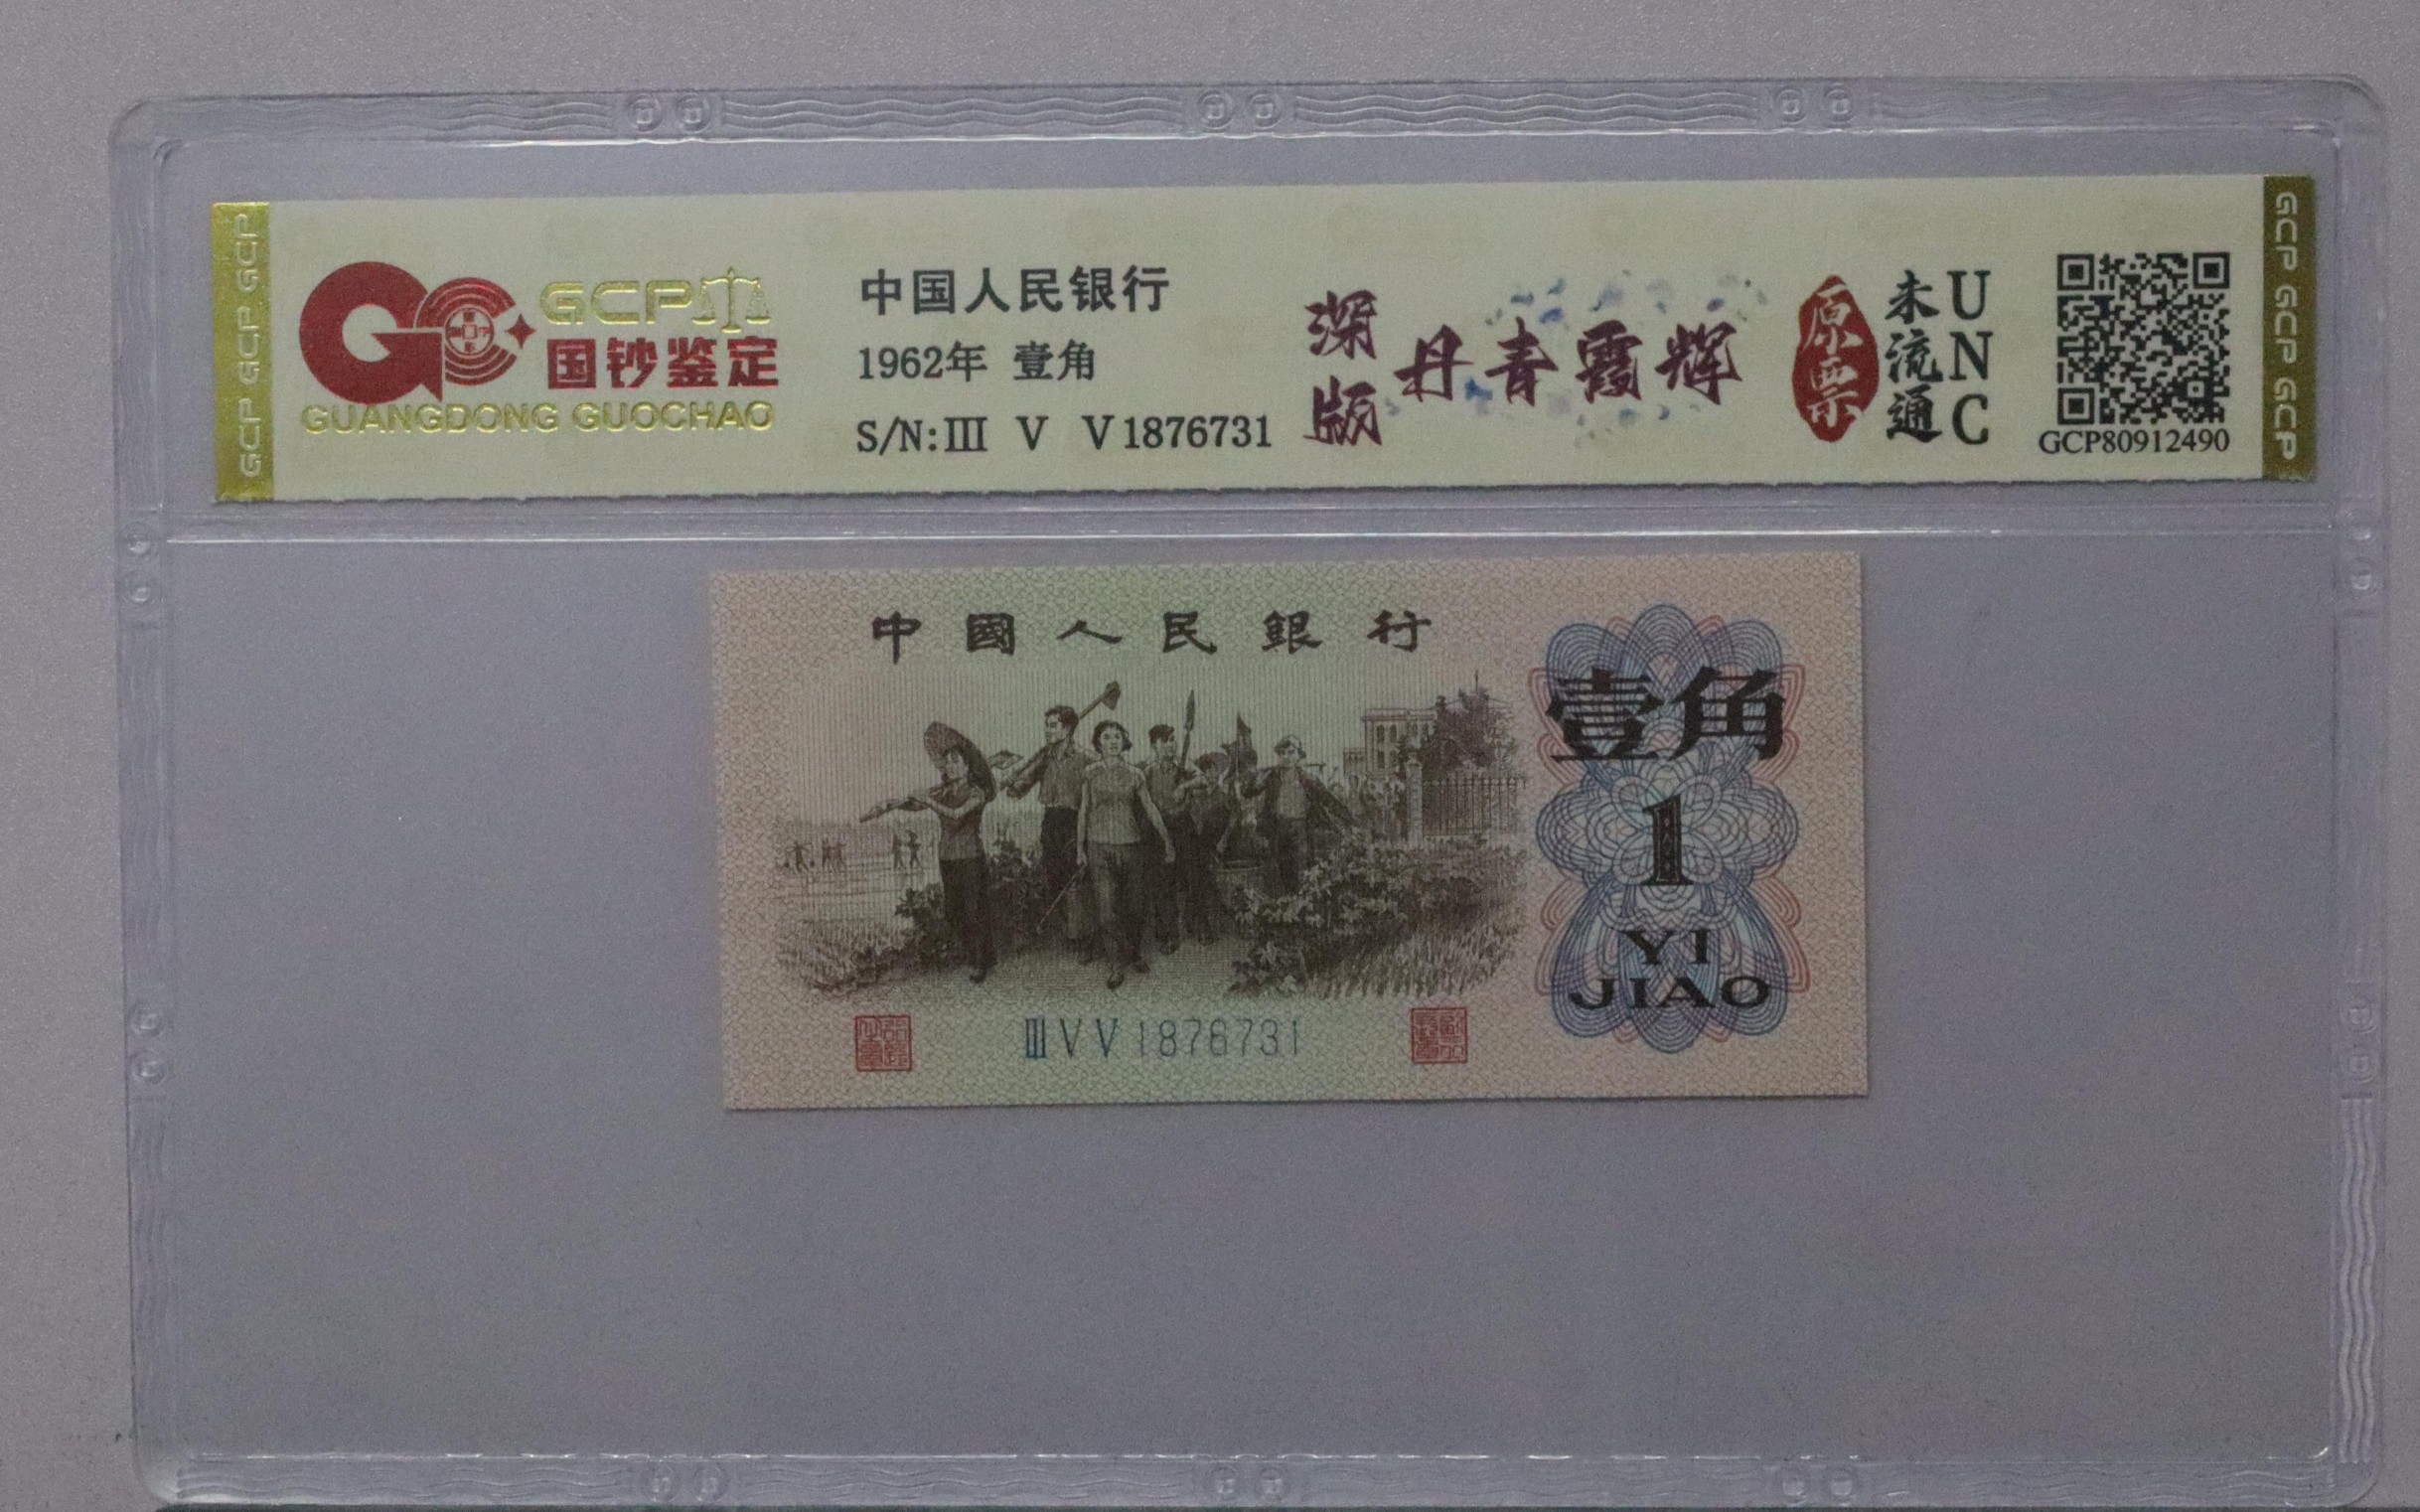 GCP GCP GCP
GCP
国钞鉴定
GUANGDONG GUOCHAO
中国人民银行
1962年 壹角
S/N:III V V1876731
深版
丹青霞辉
原票
未流通
UNC
GCP80912490
GCP GCP GCP
中國人民銀行
壹角
1
YI
JIAO
III V V 1876731